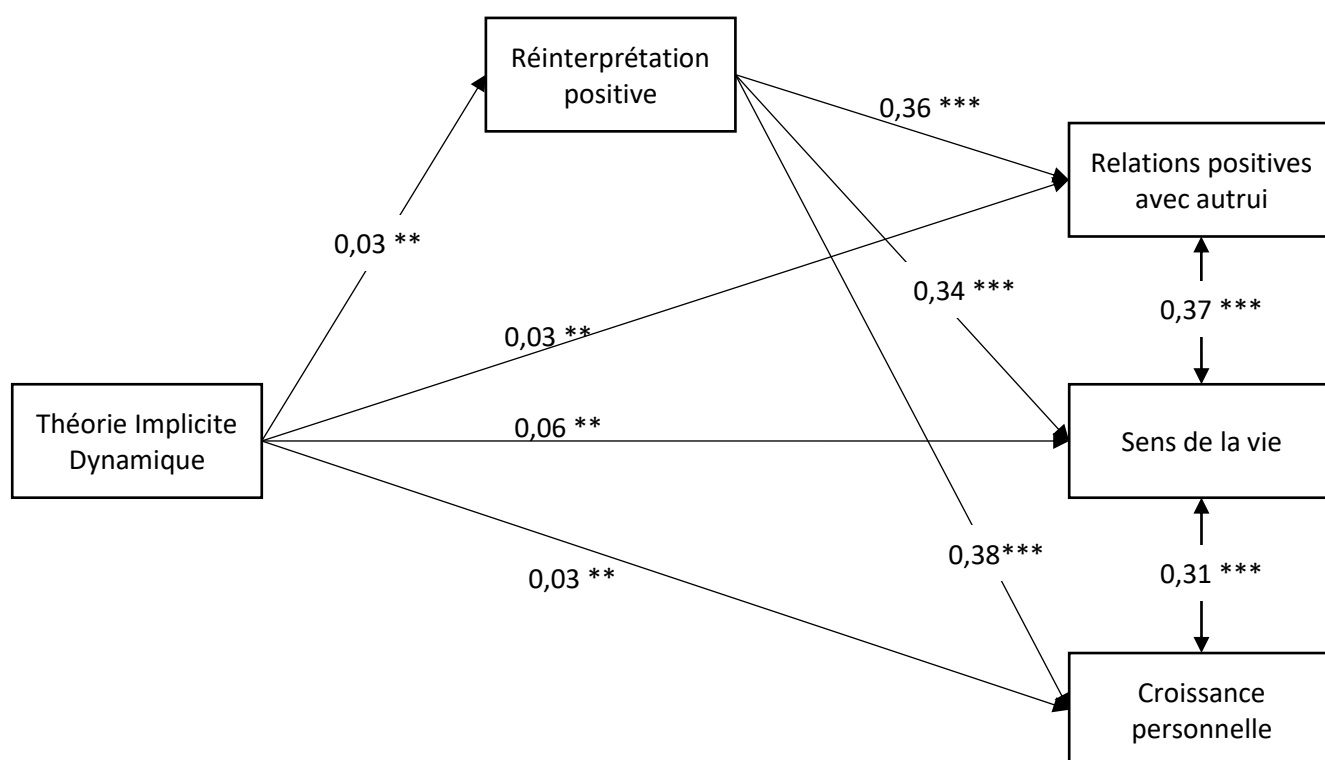 Réinterprétation
positive
0,36 ***
Relations positives
avec autrui
0,03 **
0,34 ***
0,37 ***
0,03 **
Théorie Implicite
Dynamique
0,06 **
Sens de la vie
0,38***
0,03 **
0,31 ***
Croissance
personnelle